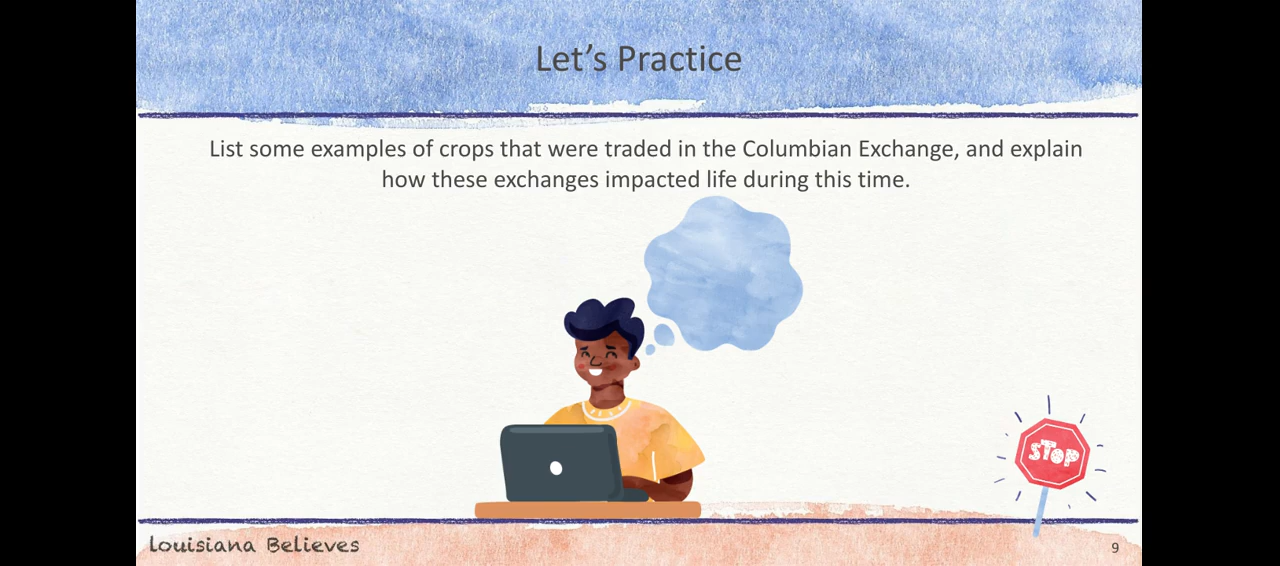 Let’s Practice
List some examples of crops that were traded in the Columbian Exchange, and explain
how these exchanges impacted life during this time.
STOP
Louisiana Believes
9